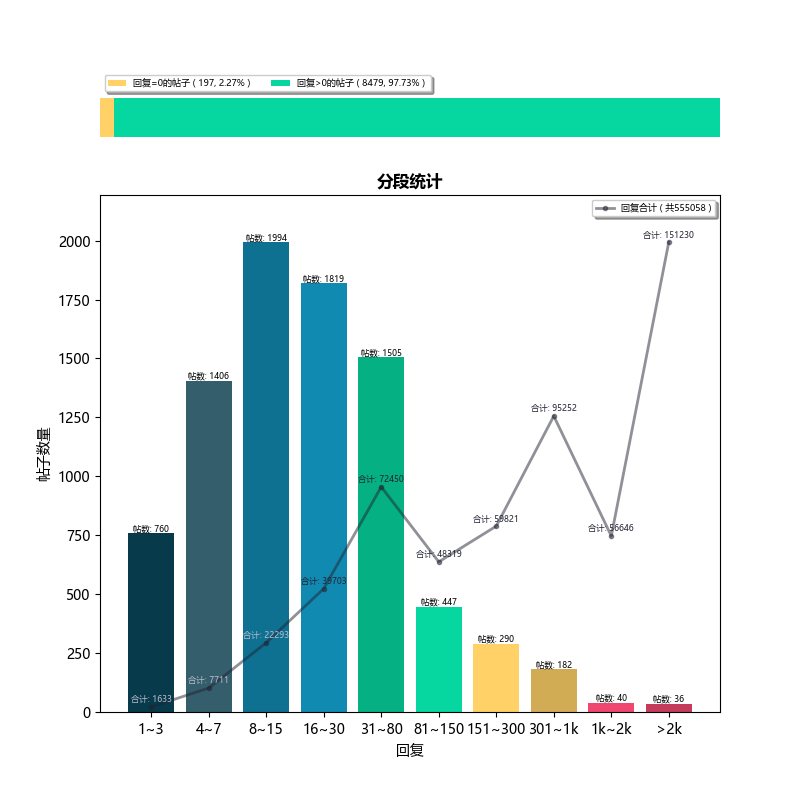 回复=0的帖子 ( 197, 2.27% ) 回复>0的帖子 ( 8479, 97.73% )
分段统计
回复合计 ( 共555058 )
帖子数量
2000
1750
1500
1250
1000
750
500
250
0
帖数: 760
帖数: 1406
帖数: 1994
帖数: 1819
帖数: 1505
帖数: 447
帖数: 290
帖数: 182
帖数: 40
帖数: 36
合计: 1633
合计: 7711
合计: 22293
合计: 39703
合计: 72450
合计: 48319
合计: 59821
合计: 95252
合计: 56646
合计: 151230
1~3 4~7 8~15 16~30 31~80 81~150 151~300 301~1k 1k~2k >2k
回复